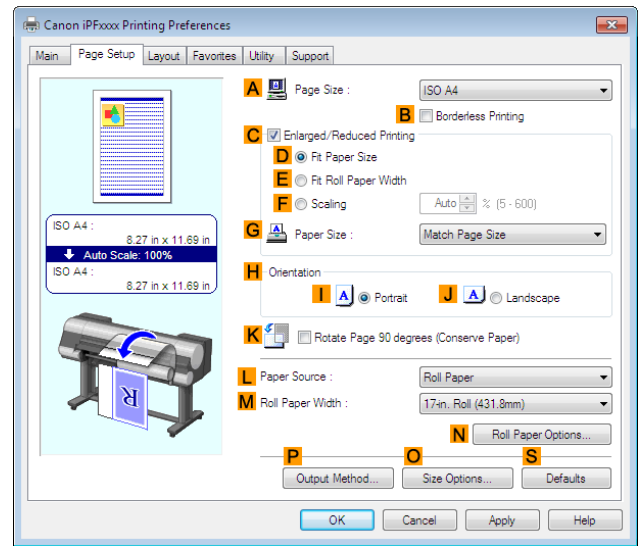 Canon iPFxxxx Printing Preferences
Main Page Setup Layout Favorites Utility Support
A Page Size : ISO A4
B Borderless Printing
C Enlarged/Reduced Printing
D Fit Paper Size
E Fit Roll Paper Width
F Scaling Auto % (5 - 600)
G Paper Size : Match Page Size
ISO A4 :
8.27 in x 11.69 in
Auto Scale: 100%
ISO A4 :
8.27 in x 11.69 in
H Orientation
I A Portrait J A Landscape
K Rotate Page 90 degrees (Conserve Paper)
R
L Paper Source : Roll Paper
M Roll Paper Width : 17-in. Roll (431.8mm)
N Roll Paper Options...
P O S
Output Method... Size Options... Defaults
OK Cancel Apply Help